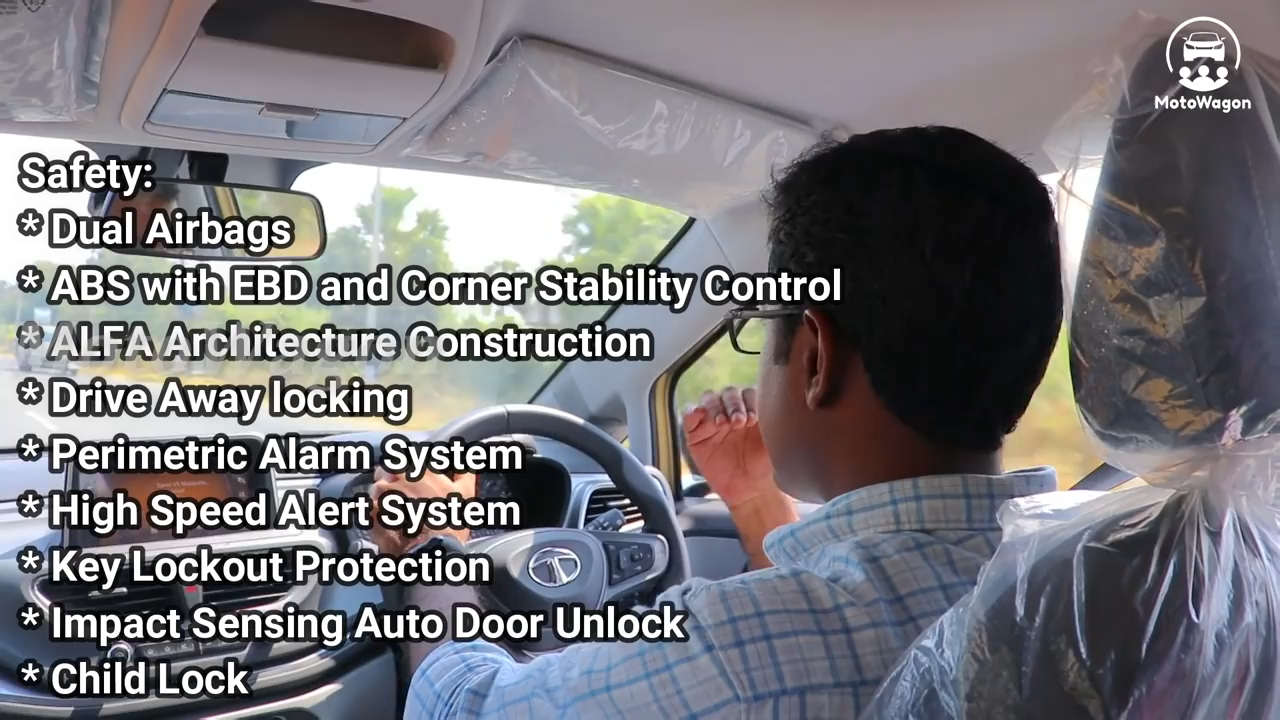 MotoWagon
Safety:
* Dual Airbags
* ABS with EBD and Corner Stability Control
* ALFA Architecture Construction
* Drive Away locking
* Perimetric Alarm System
* High Speed Alert System
* Key Lockout Protection
* Impact Sensing Auto Door Unlock
* Child Lock